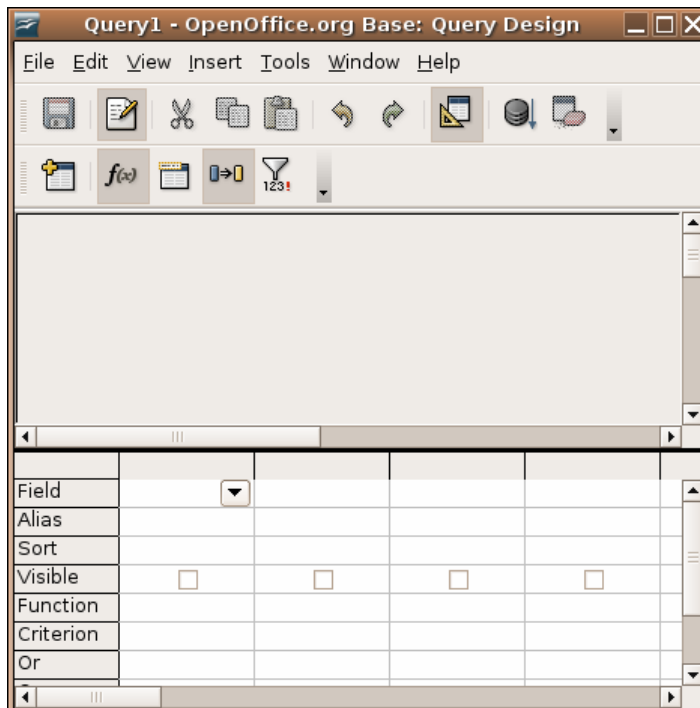 Query1 - OpenOffice.org Base: Query Design
File Edit View Insert Tools Window Help
f(x)
123!
Field
Alias
Sort
Visible
Function
Criterion
Or